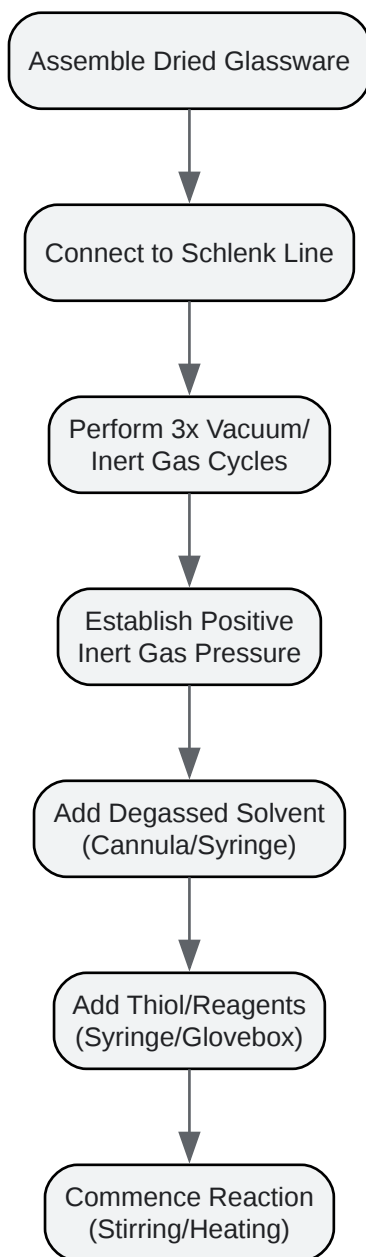 Assemble Dried Glassware
Connect to Schlenk Line
Perform 3x Vacuum/
Inert Gas Cycles
Establish Positive
Inert Gas Pressure
Add Degassed Solvent
(Cannula/Syringe)
Add Thiol/Reagents
(Syringe/Glovebox)
Commence Reaction
(Stirring/Heating)